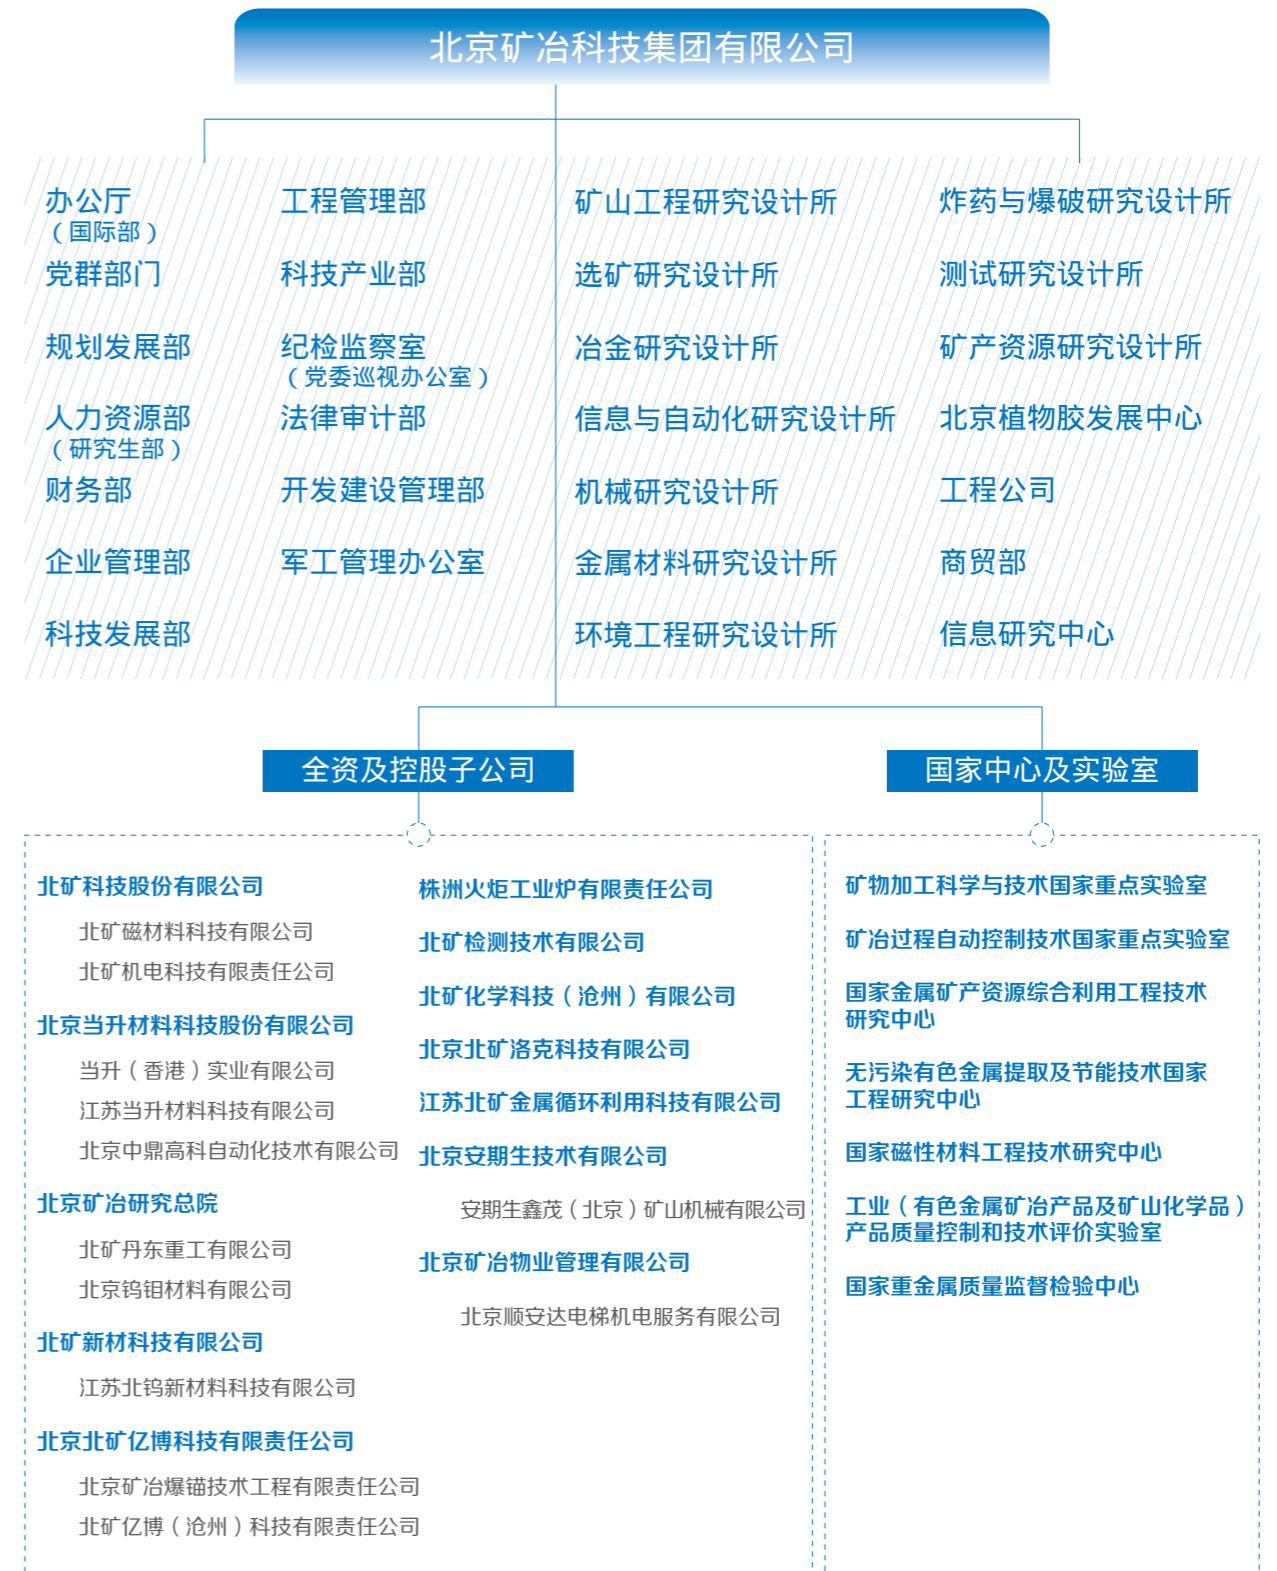 北京矿冶科技集团有限公司
办公厅
（国际部）
党群部门
规划发展部
人力资源部
（研究生部）
财务部
企业管理部
科技发展部
工程管理部
科技产业部
纪检监察室
（党委巡视办公室）
法律审计部
开发建设管理部
军工管理办公室
矿山工程研究设计所
选矿研究设计所
冶金研究设计所
信息与自动化研究设计所
机械研究设计所
金属材料研究设计所
环境工程研究设计所
炸药与爆破研究设计所
测试研究设计所
矿产资源研究设计所
北京植物胶发展中心
工程公司
商贸部
信息研究中心
全资及控股子公司
北矿科技股份有限公司
北矿磁材料科技有限公司
北矿机电科技有限责任公司
北京当升材料科技股份有限公司
当升（香港）实业有限公司
江苏当升材料科技有限公司
北京中鼎高科自动化技术有限公司
北京矿冶研究总院
北矿丹东重工有限公司
北京钨钼材料有限公司
北矿新材科技有限公司
江苏北钨新材料科技有限公司
北京北矿亿博科技有限责任公司
北京矿冶爆锚技术工程有限责任公司
北矿亿博（沧州）科技有限责任公司
株洲火炬工业炉有限责任公司
北矿检测技术有限公司
北矿化学科技（沧州）有限公司
北京北矿洛克科技有限公司
江苏北矿金属循环利用科技有限公司
北京安期生技术有限公司
安期生鑫茂（北京）矿山机械有限公司
北京矿冶物业管理有限公司
北京顺安达电梯机电服务有限公司
国家中心及实验室
矿物加工科学与技术国家重点实验室
矿冶过程自动控制技术国家重点实验室
国家金属矿产资源综合利用工程技术
研究中心
无污染有色金属提取及节能技术国家
工程研究中心
国家磁性材料工程技术研究中心
工业（有色金属矿冶产品及矿山化学品）
产品质量控制和技术评价实验室
国家重金属质量监督检验中心